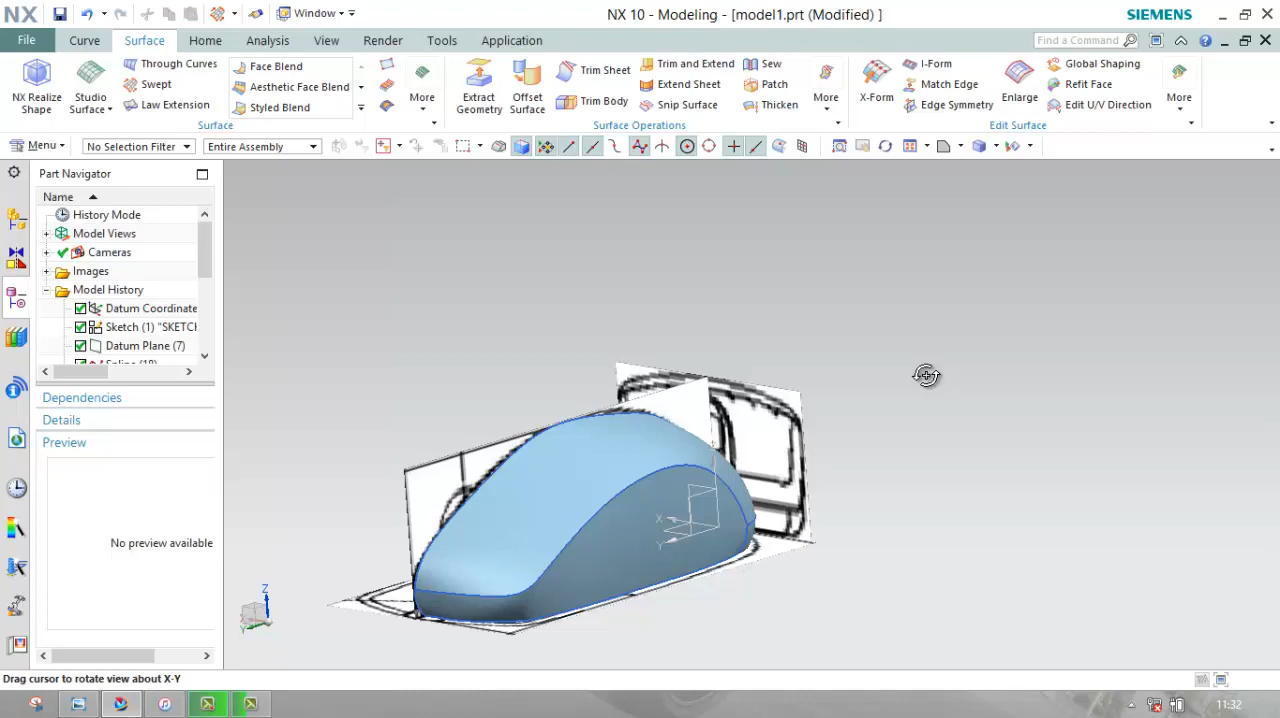 NX
Window
NX 10 - Modeling - [model1.prt (Modified) ]
SIEMENS
File
Curve
Surface
Home
Analysis
View
Render
Tools
Application
Find a Command
NX Realize Shape
Studio Surface
Through Curves
Swept
Law Extension
Face Blend
Aesthetic Face Blend
Styled Blend
More
Surface
Extract Geometry
Offset Surface
Trim Sheet
Trim Body
Trim and Extend
Extend Sheet
Snip Surface
Sew
Patch
Thicken
More
Surface Operations
X-Form
I-Form
Match Edge
Edge Symmetry
Enlarge
Global Shaping
Refit Face
Edit U/V Direction
More
Edit Surface
Menu
No Selection Filter
Entire Assembly
Part Navigator
Name
History Mode
Model Views
Cameras
Images
Model History
Datum Coordinate
Sketch (1) "SKETCH
Datum Plane (7)
Spline (18)
Dependencies
Details
Preview
No preview available
X
Y
Z
Y
Drag cursor to rotate view about X-Y
11:32